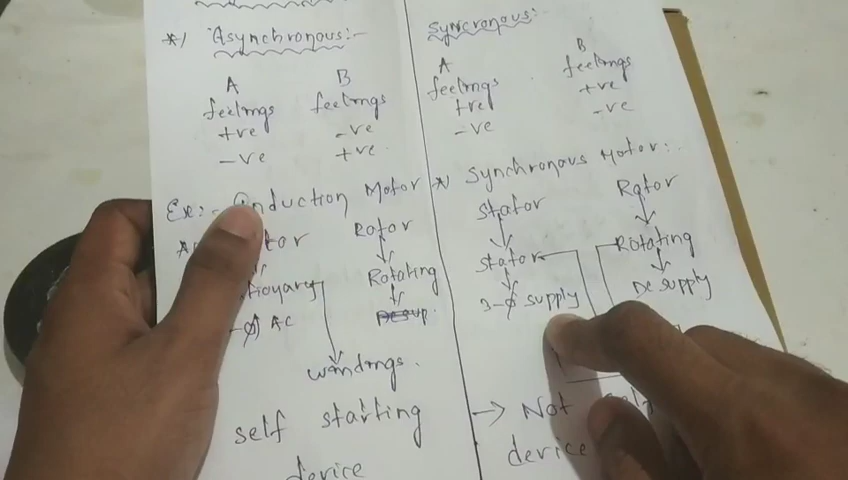 *) Asynchronous:-
A B
feelings feelings
+ve -ve
-ve +ve
Ex:- Induction Motor
Rotor
Rotating
AC
windings.
self starting
device
Syncronous:-
A B
feelings feelings
+ve +ve
-ve -ve
*) Synchronous Motor:-
Stator Rotor
Stator Rotating
3-ϕ supply DC supply
→ Not
device